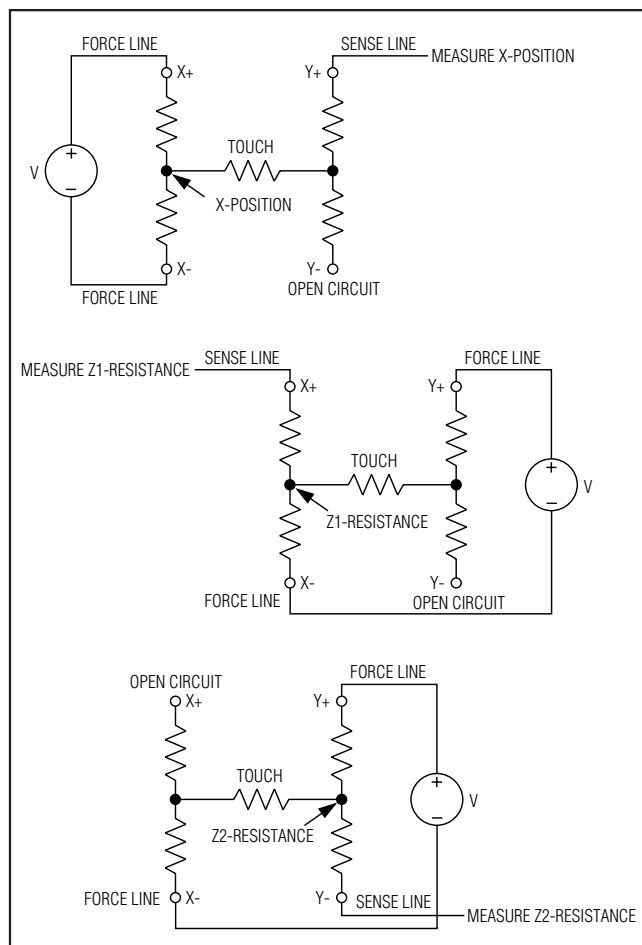 FORCE LINE
SENSE LINE
MEASURE X-POSITION
X+
Y+
TOUCH
V
+
−
X-POSITION
X-
Y-
OPEN CIRCUIT
FORCE LINE
MEASURE Z1-RESISTANCE
SENSE LINE
FORCE LINE
X+
Y+
TOUCH
+
−
V
Z1-RESISTANCE
X-
Y-
FORCE LINE
OPEN CIRCUIT
OPEN CIRCUIT
FORCE LINE
X+
Y+
TOUCH
+
−
V
Z2-RESISTANCE
FORCE LINE
X-
Y-
SENSE LINE
MEASURE Z2-RESISTANCE